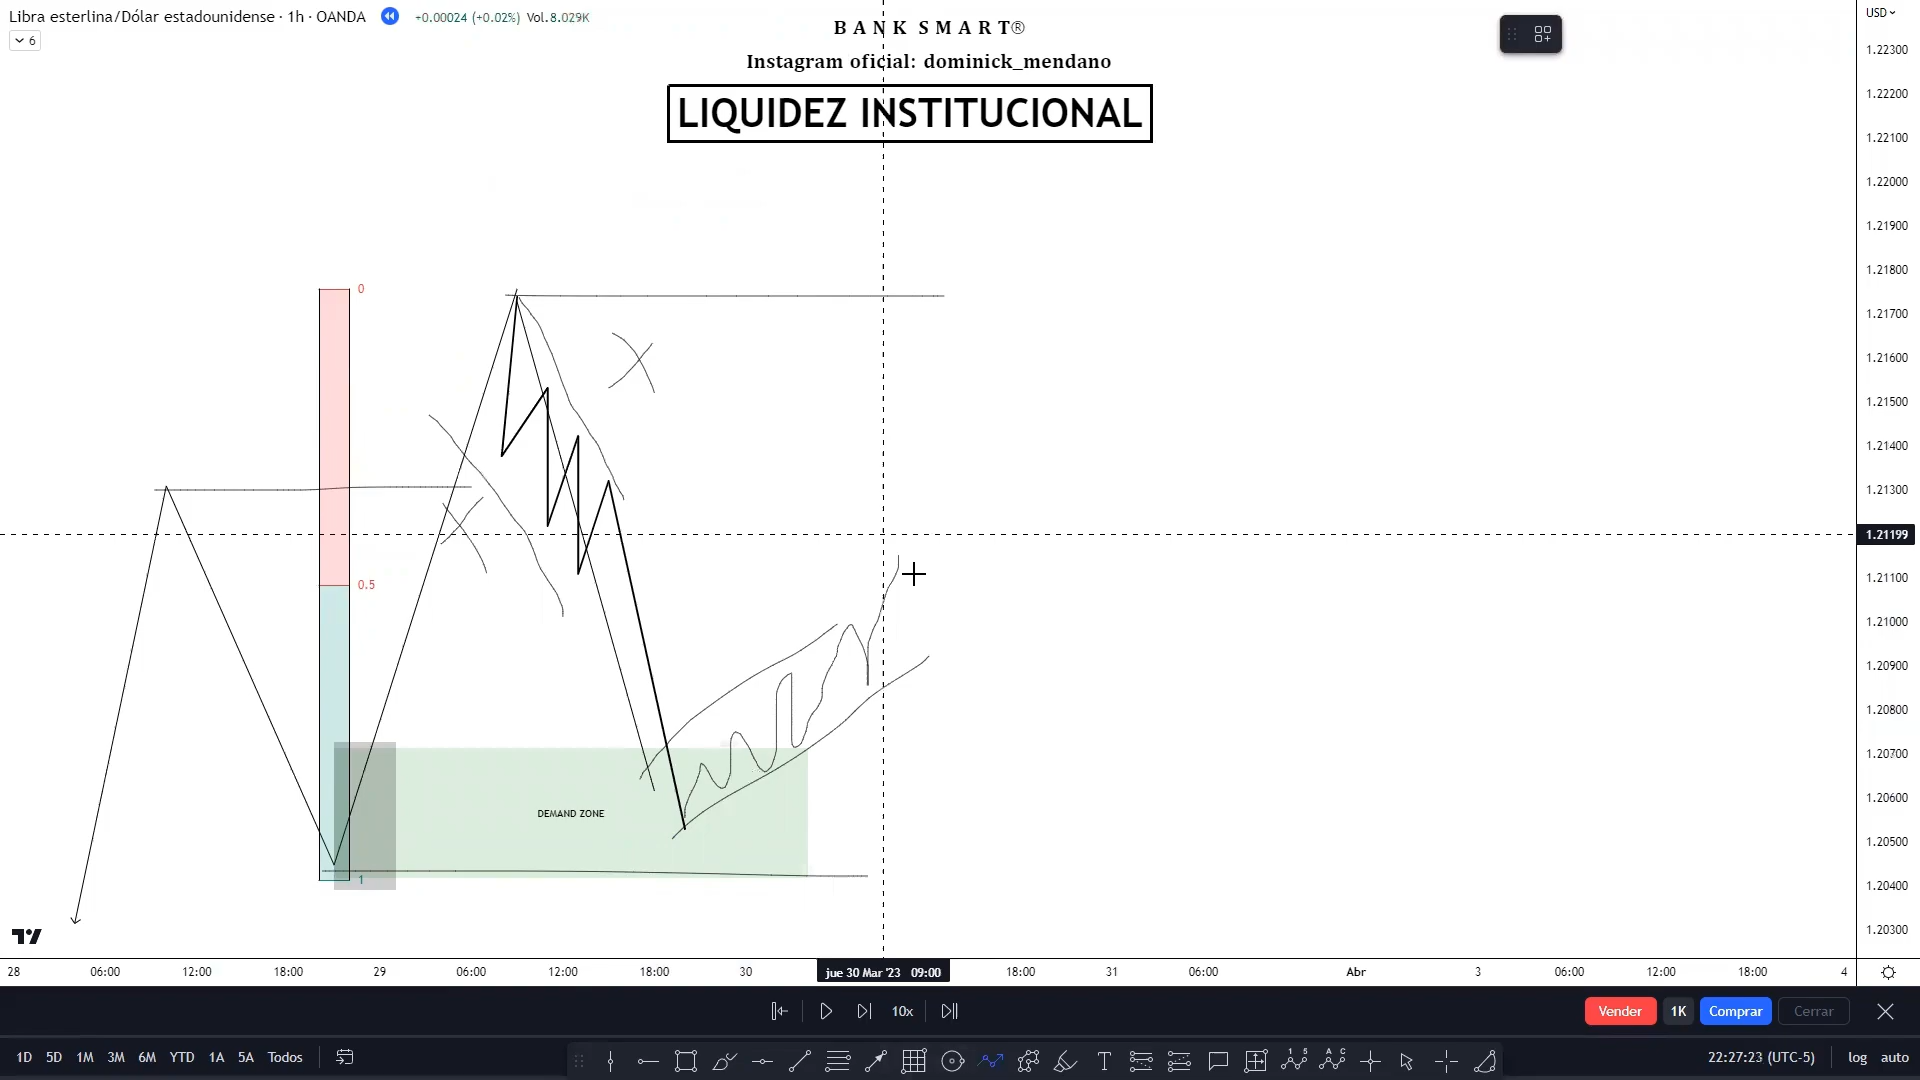 Libra esterlina/Dólar estadounidense · 1h · OANDA +0.00024 (+0.02%) Vol.8.029K
6
B A N K S M A R T®
Instagram oficial: dominick_mendano
LIQUIDEZ INSTITUCIONAL
USD
1.22300
1.22200
1.22100
1.22000
1.21900
1.21800
1.21700
1.21600
1.21500
1.21400
1.21300
1.21199
1.21100
1.21000
1.20900
1.20800
1.20700
1.20600
1.20500
1.20400
1.20300
0
0.5
1
DEMAND ZONE
28 06:00 12:00 18:00 29 06:00 12:00 18:00 30 jue 30 Mar '23 09:00 18:00 31 06:00 Abr 3 06:00 12:00 18:00 4
10x
Vender 1K Comprar Cerrar
1D 5D 1M 3M 6M YTD 1A 5A Todos
T
22:27:23 (UTC-5) log auto